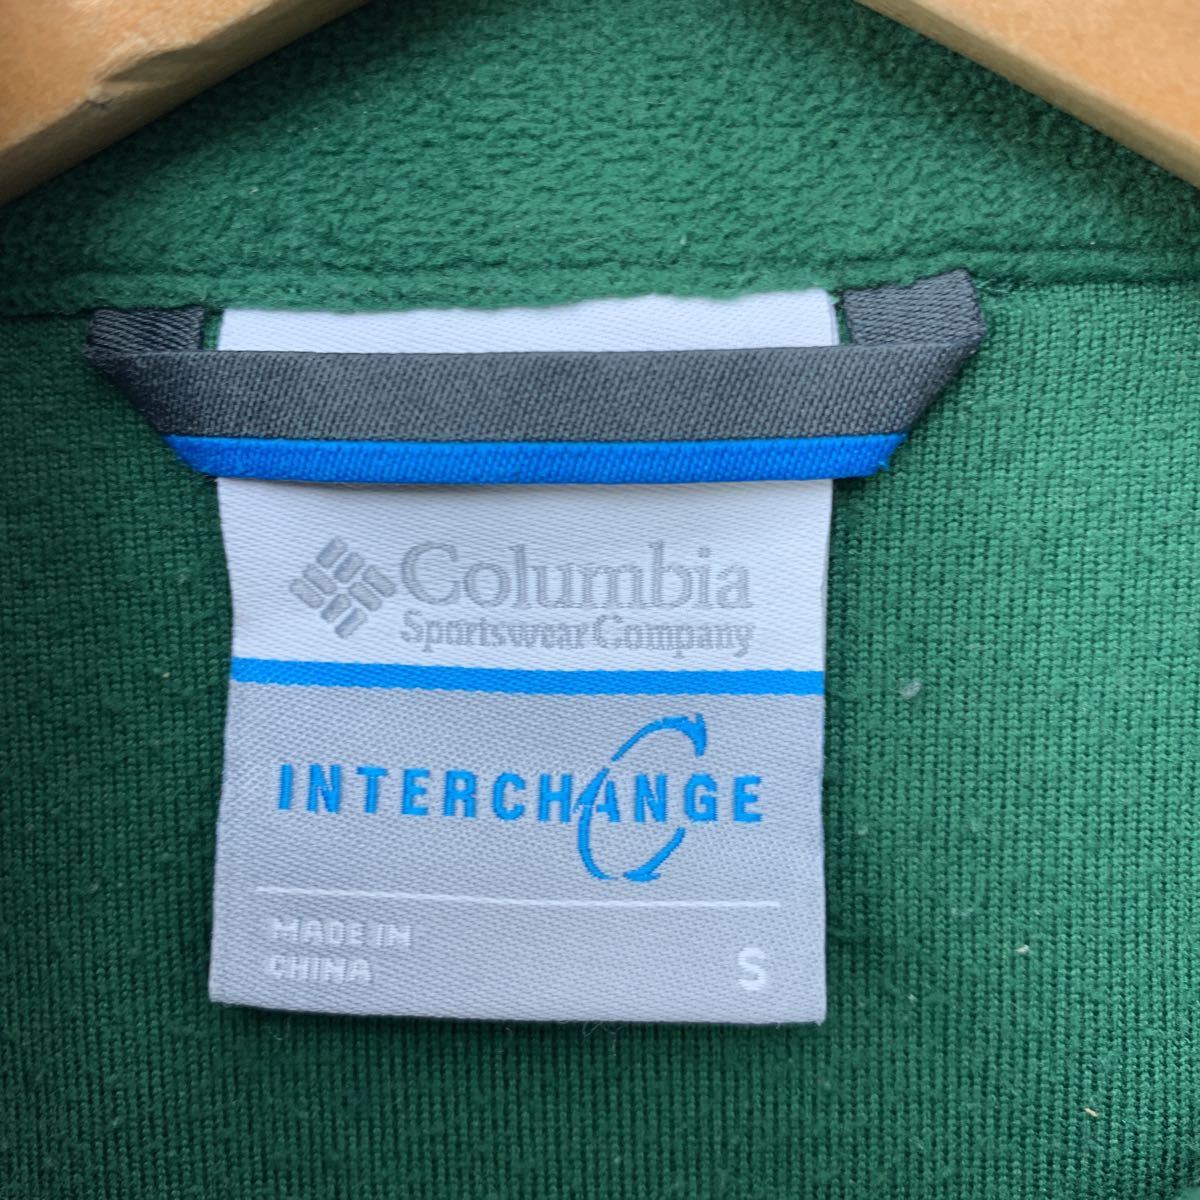 Columbia
Sportswear Company
INTERCHANGE
MADE IN
CHINA
S